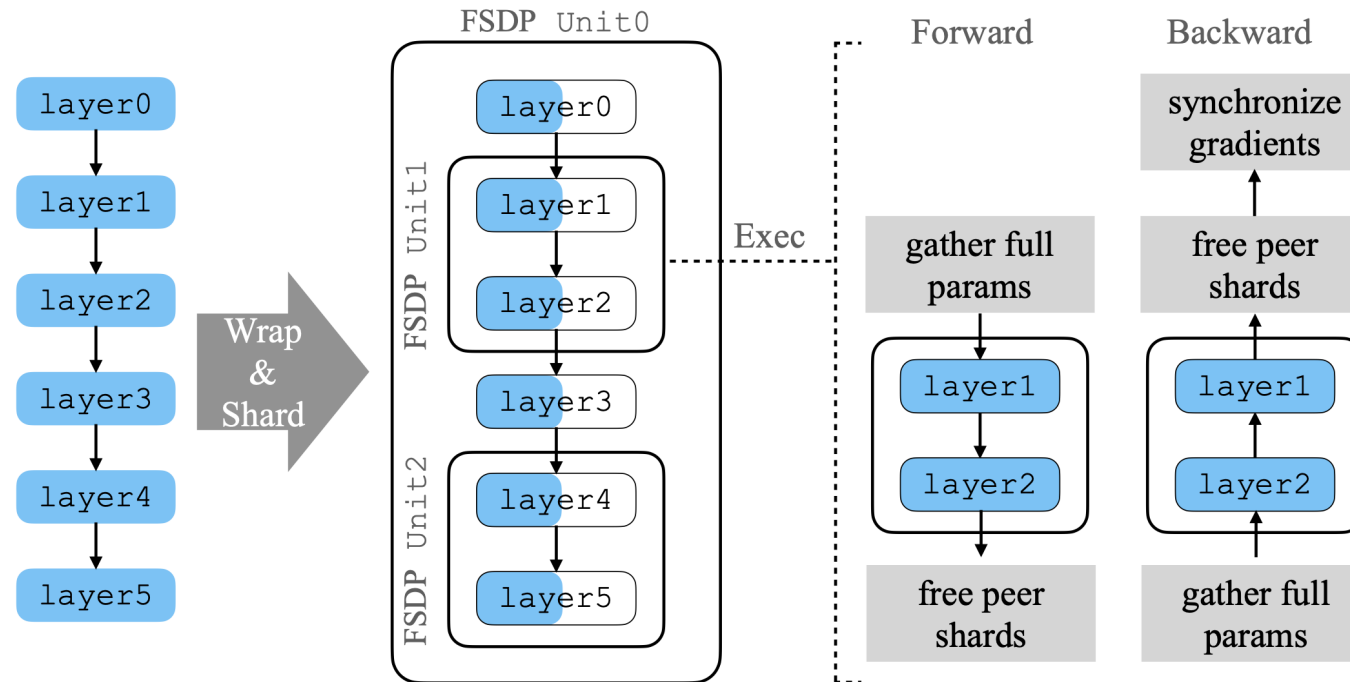 layer0
layer1
layer2
layer3
layer4
layer5
Wrap
&
Shard
FSDP Unit0
layer0
FSDP Unit1
layer1
layer2
layer3
FSDP Unit2
layer4
layer5
Exec
Forward
gather full
params
layer1
layer2
free peer
shards
Backward
synchronize
gradients
free peer
shards
layer1
layer2
gather full
params